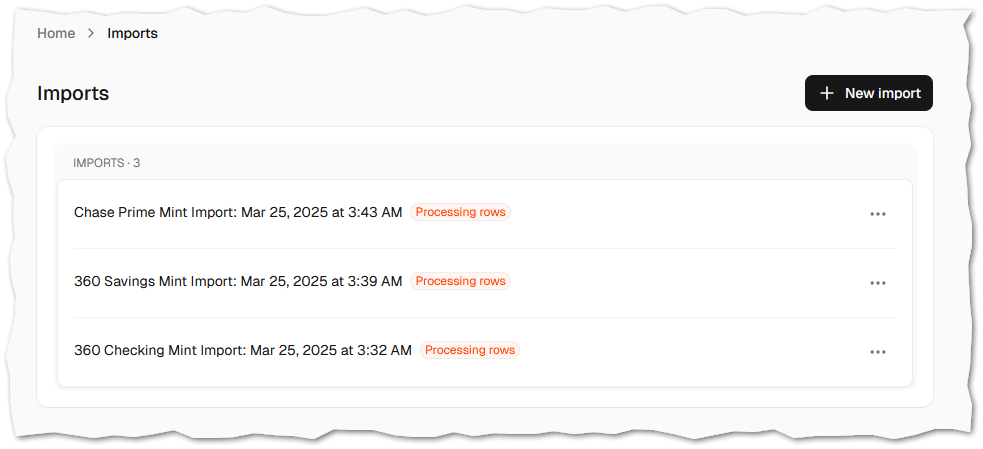 Home > Imports
Imports
+ New import
IMPORTS · 3
Chase Prime Mint Import: Mar 25, 2025 at 3:43 AM Processing rows
360 Savings Mint Import: Mar 25, 2025 at 3:39 AM Processing rows
360 Checking Mint Import: Mar 25, 2025 at 3:32 AM Processing rows